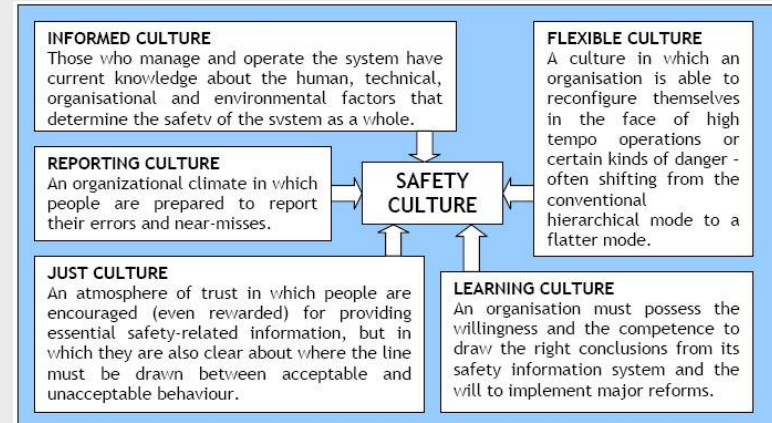 INFORMED CULTURE
Those who manage and operate the system have
current knowledge about the human, technical,
organisational and environmental factors that
determine the safety of the system as a whole.
FLEXIBLE CULTURE
A culture in which an
organisation is able to
reconfigure themselves
in the face of high
tempo operations or
certain kinds of danger -
often shifting from the
conventional
hierarchical mode to a
flatter mode.
REPORTING CULTURE
An organizational climate in which
people are prepared to report
their errors and near-misses.
SAFETY
CULTURE
JUST CULTURE
An atmosphere of trust in which people are
encouraged (even rewarded) for providing
essential safety-related information, but in
which they are also clear about where the line
must be drawn between acceptable and
unacceptable behaviour.
LEARNING CULTURE
An organisation must possess the
willingness and the competence to
draw the right conclusions from its
safety information system and the
will to implement major reforms.